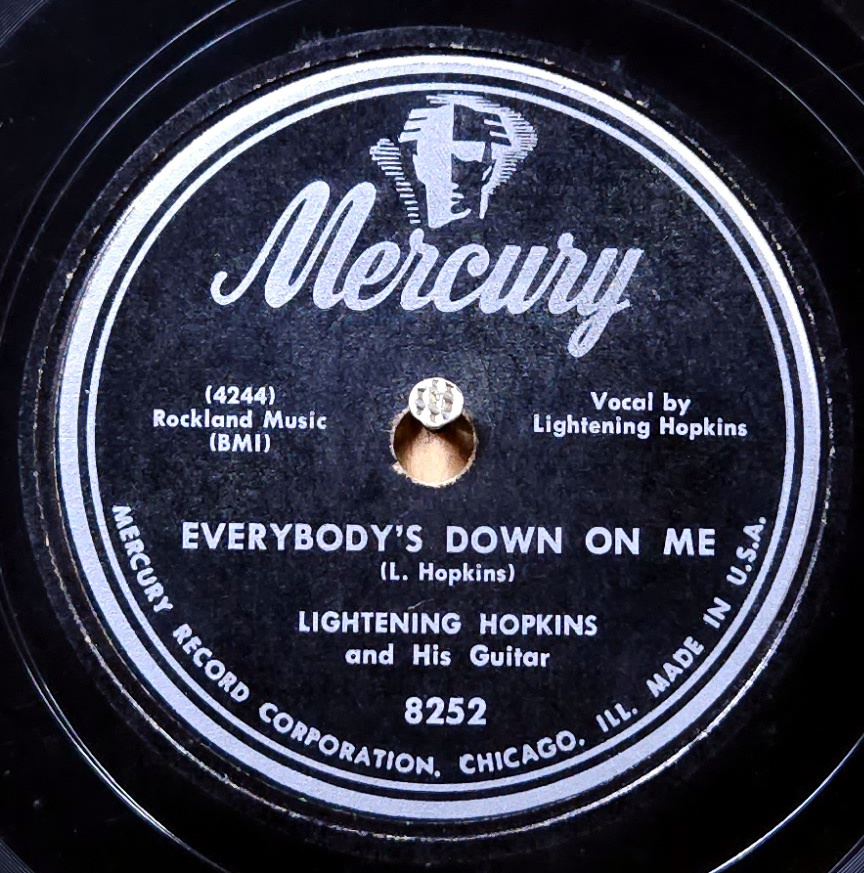 Mercury
(4244)
Rockland Music
(BMI)
Vocal by
Lightening Hopkins
EVERYBODY'S DOWN ON ME
(L. Hopkins)
LIGHTENING HOPKINS
and His Guitar
8252
MERCURY RECORD CORPORATION. CHICAGO. ILL. MADE IN U.S.A.